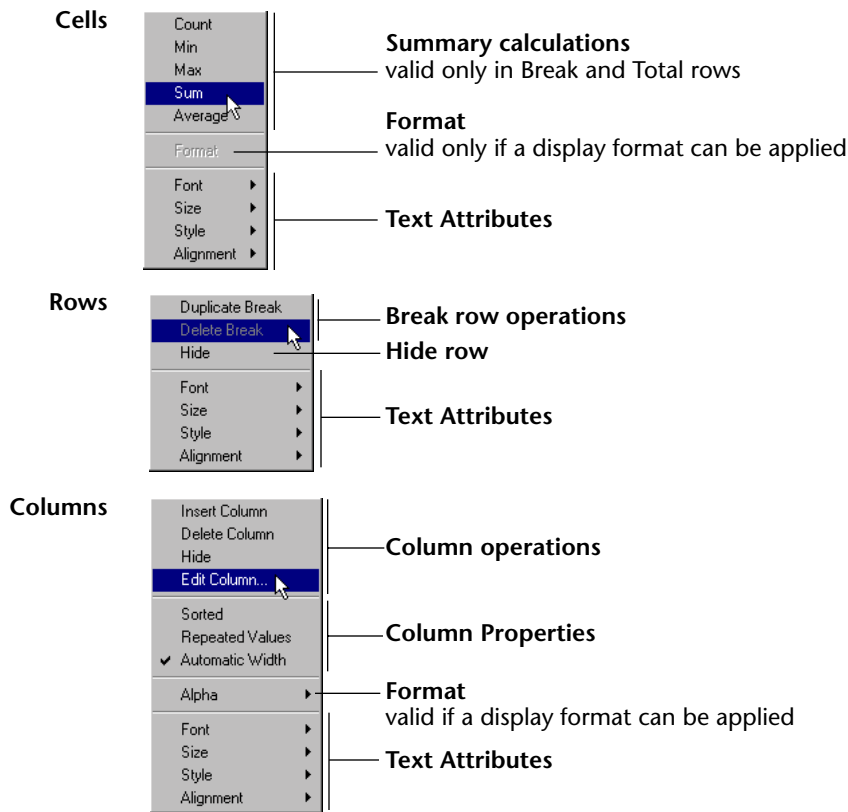 Cells
Count
Min
Max
Sum
Average
Format
Font
Size
Style
Alignment
Summary calculations
valid only in Break and Total rows
Format
valid only if a display format can be applied
Text Attributes
Rows
Duplicate Break
Delete Break
Hide
Font
Size
Style
Alignment
Break row operations
Hide row
Text Attributes
Columns
Insert Column
Delete Column
Hide
Edit Column...
Sorted
Repeated Values
Automatic Width
Alpha
Font
Size
Style
Alignment
Column operations
Column Properties
Format
valid if a display format can be applied
Text Attributes